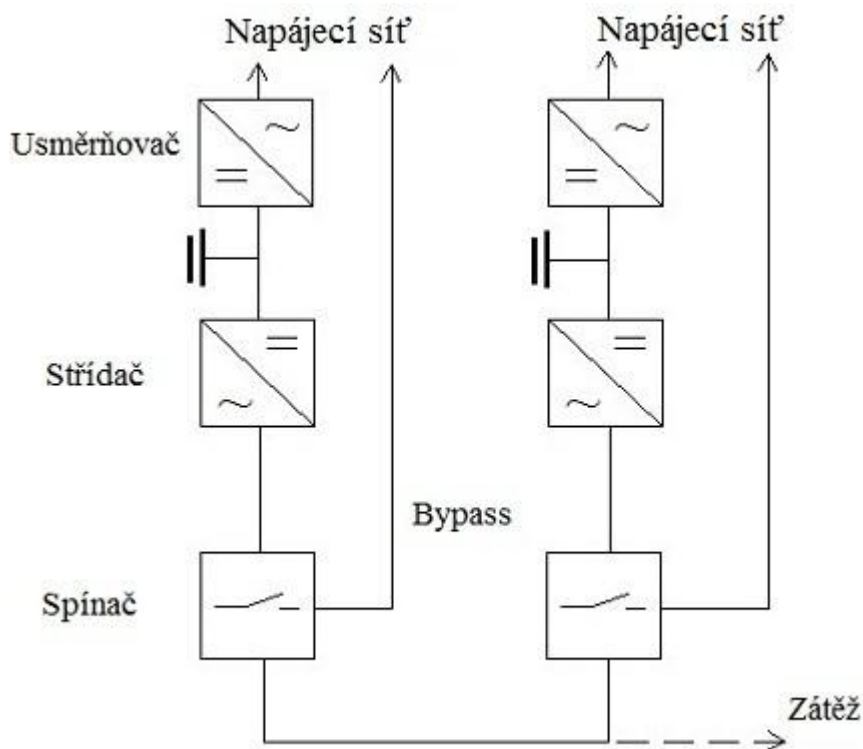 Napájecí síť
Napájecí síť
Usměrňovač
Střídač
Bypass
Spínač
Zátěž